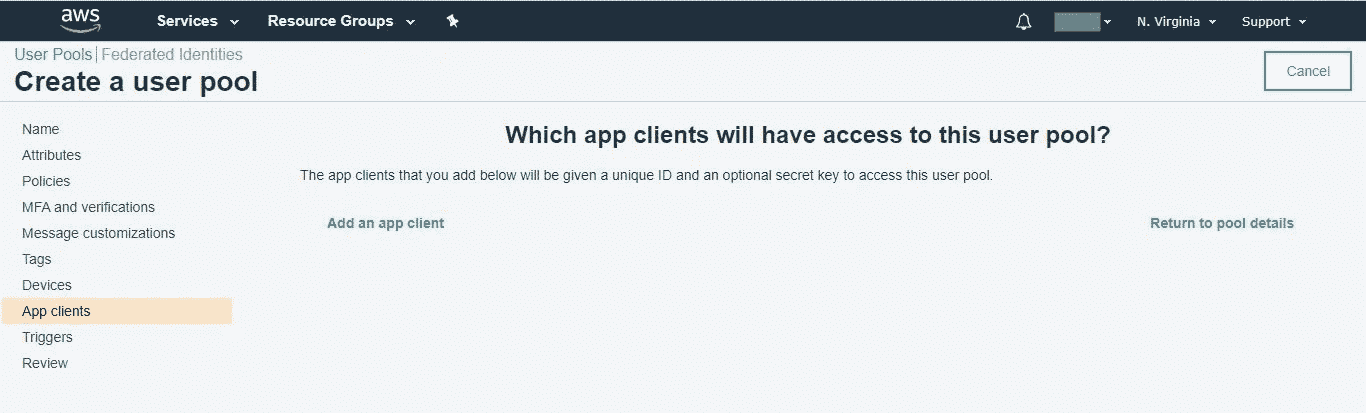 aws Services Resource Groups N. Virginia Support
User Pools | Federated Identities
Create a user pool
Cancel
Name
Attributes
Policies
MFA and verifications
Message customizations
Tags
Devices
App clients
Triggers
Review
Which app clients will have access to this user pool?
The app clients that you add below will be given a unique ID and an optional secret key to access this user pool.
Add an app client
Return to pool details